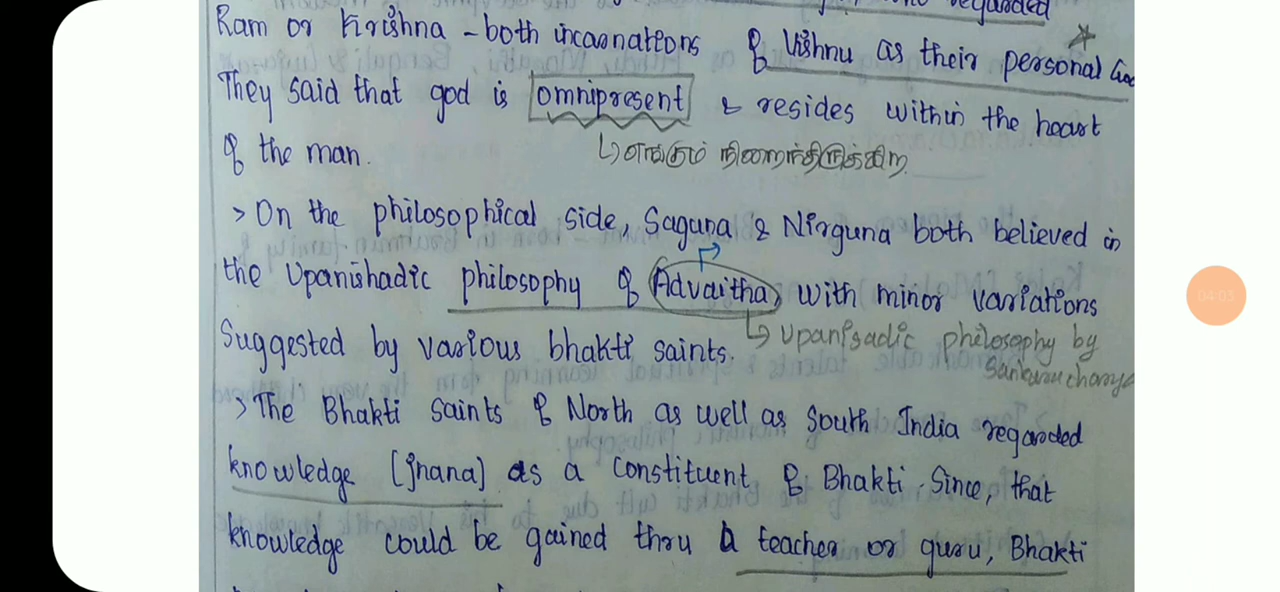 regarded
Ram or Krishna - both incarnations of Vishnu as their personal
They said that god is omnipresent & resides within the heart
of the man.
↳ எங்கும் நிறைந்திருக்கிற
> On the philosophical side, Saguna & Nirguna both believed in
the Upanishadic philosophy of Advaitha, with minor variations
↳ Upanisadic philosophy by
Suggested by various bhakti saints.
Sankaracharya
> The Bhakti saints of North as well as South India regarded
knowledge [jnana] as a constituent of Bhakti. Since, that
knowledge could be gained thru a teacher or guru, Bhakti
04:03